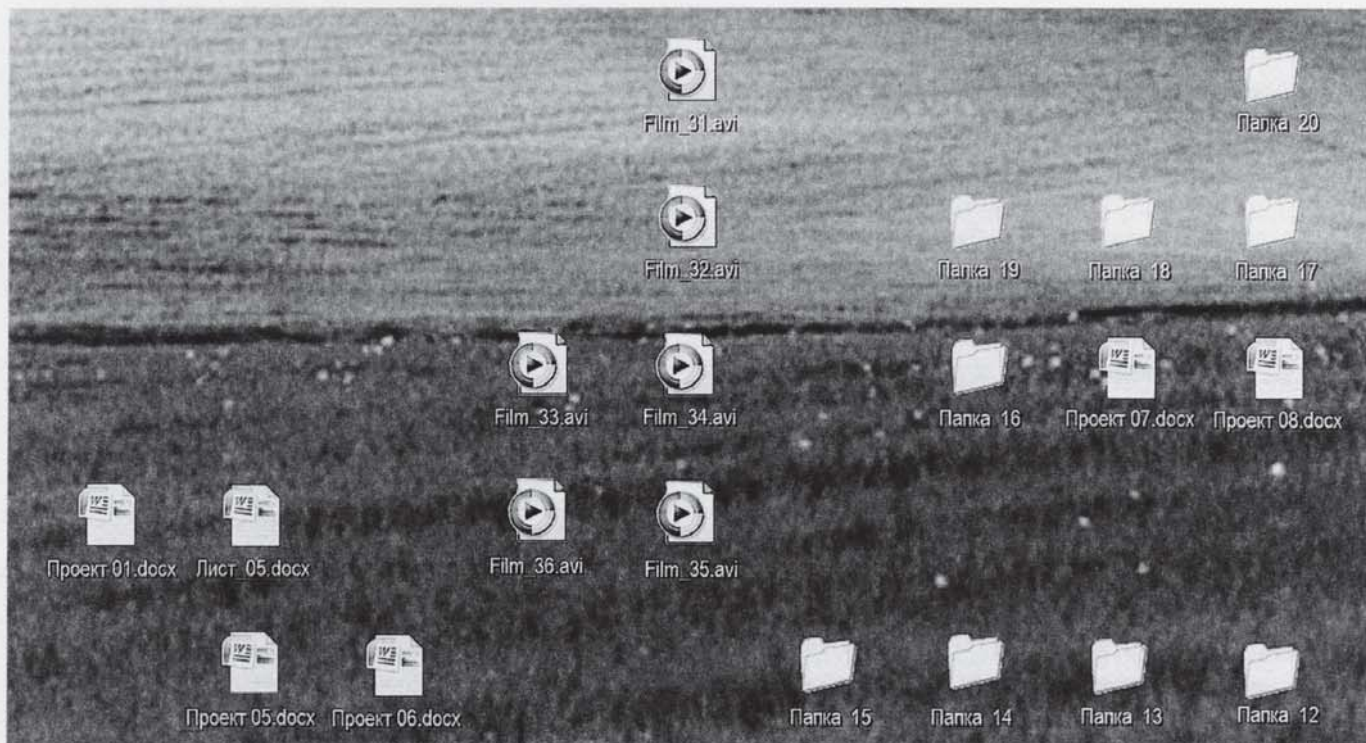 Film_31.avi Папка 20
Film_32.avi Папка 19 Папка 18 Папка 17
Film_33.avi Film_34.avi Папка 16 Проект 07.docx Проект 08.docx
Проект 01.docx Лист_05.docx Film_36.avi Film_35.avi
Проект 05.docx Проект 06.docx Папка 15 Папка 14 Папка 13 Папка 12